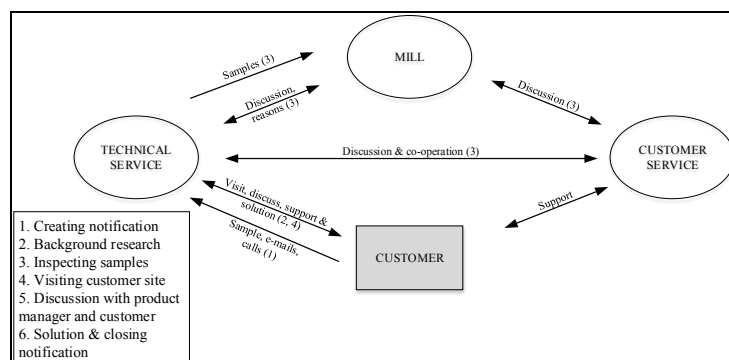 Samples (3)
MILL
Discussion,
reasons (3)
Discussion (3)
TECHNICAL
SERVICE
Discussion & co-operation (3)
CUSTOMER
SERVICE
Visit, discuss, support &
solution (2, 4)
Support
Sample, e-mails,
calls (1)
CUSTOMER
1. Creating notification
2. Background research
3. Inspecting samples
4. Visiting customer site
5. Discussion with product
manager and customer
6. Solution & closing
notification